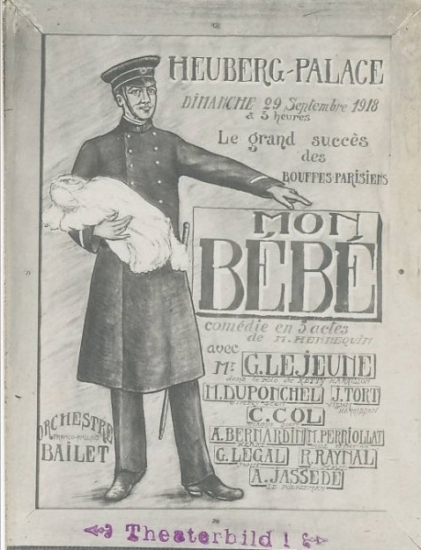 HEUBERG-PALACE
DIMANCHE 29 Septembre 1918
à 5 heures
Le grand succès
des
BOUFFES-PARISIENS
MON
BÉBÉ
comédie en 3 actes
de M. HENNEQUIN
avec
Mr. G. LEJEUNE
M. DUPONCHEL J. TORT
C. COL
A. BERNARDIN M. PERRIOLLAT
G. LÉGAL R. RAYNAL
A. JASSEDE
ORCHESTRE
BAILET
Theaterbild !